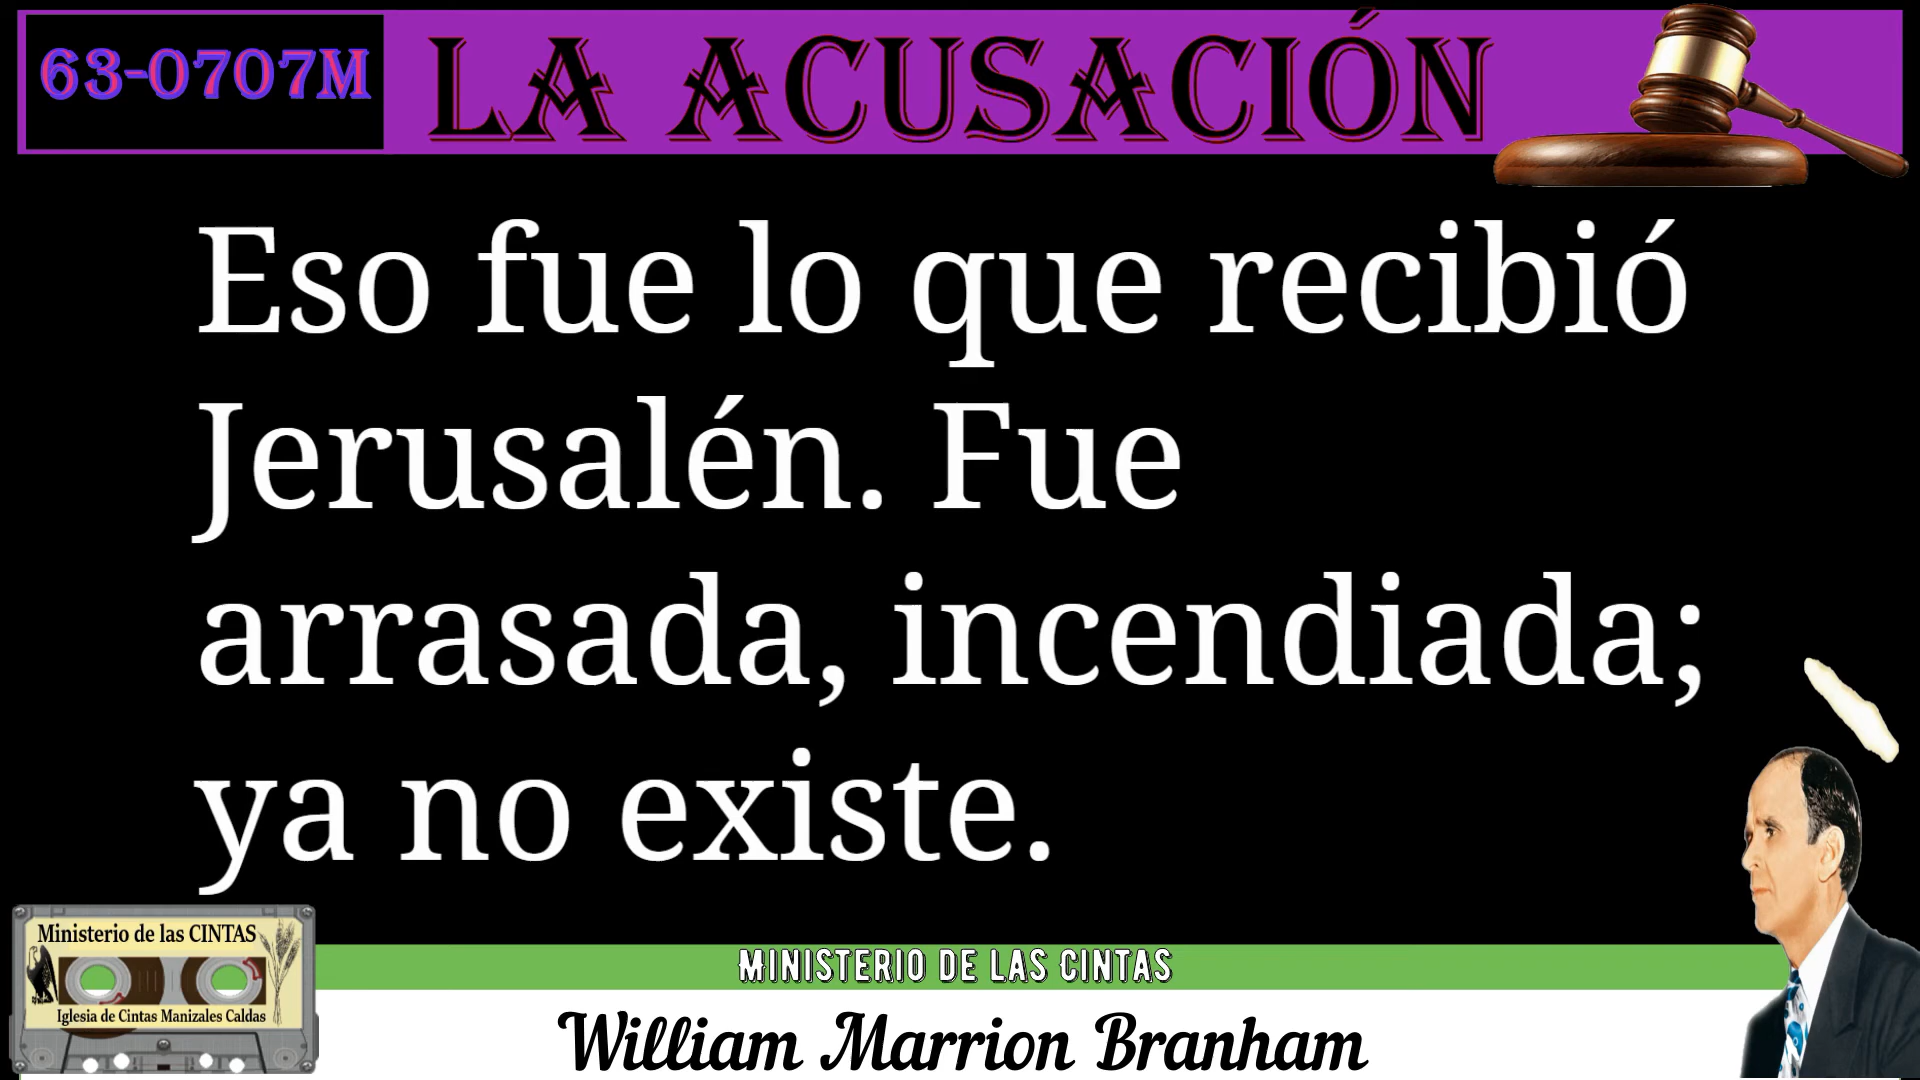 63-0707M
LA ACUSACIÓN
Eso fue lo que recibió
Jerusalén. Fue
arrasada, incendiada;
ya no existe.
Ministerio de las CINTAS
Iglesia de Cintas Manizales Caldas
MINISTERIO DE LAS CINTAS
William Marrion Branham